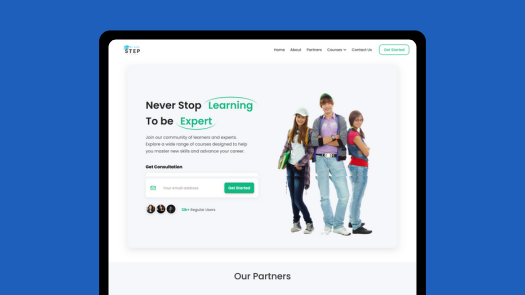 STEP
Home About Partners Courses Contact Us Get Started
Never Stop Learning
To be Expert
Join our community of learners and experts.
Explore a wide range of courses designed to help
you master new skills and advance your career.
Get Consultation
Your email address Get Started
Regular Users
Our Partners